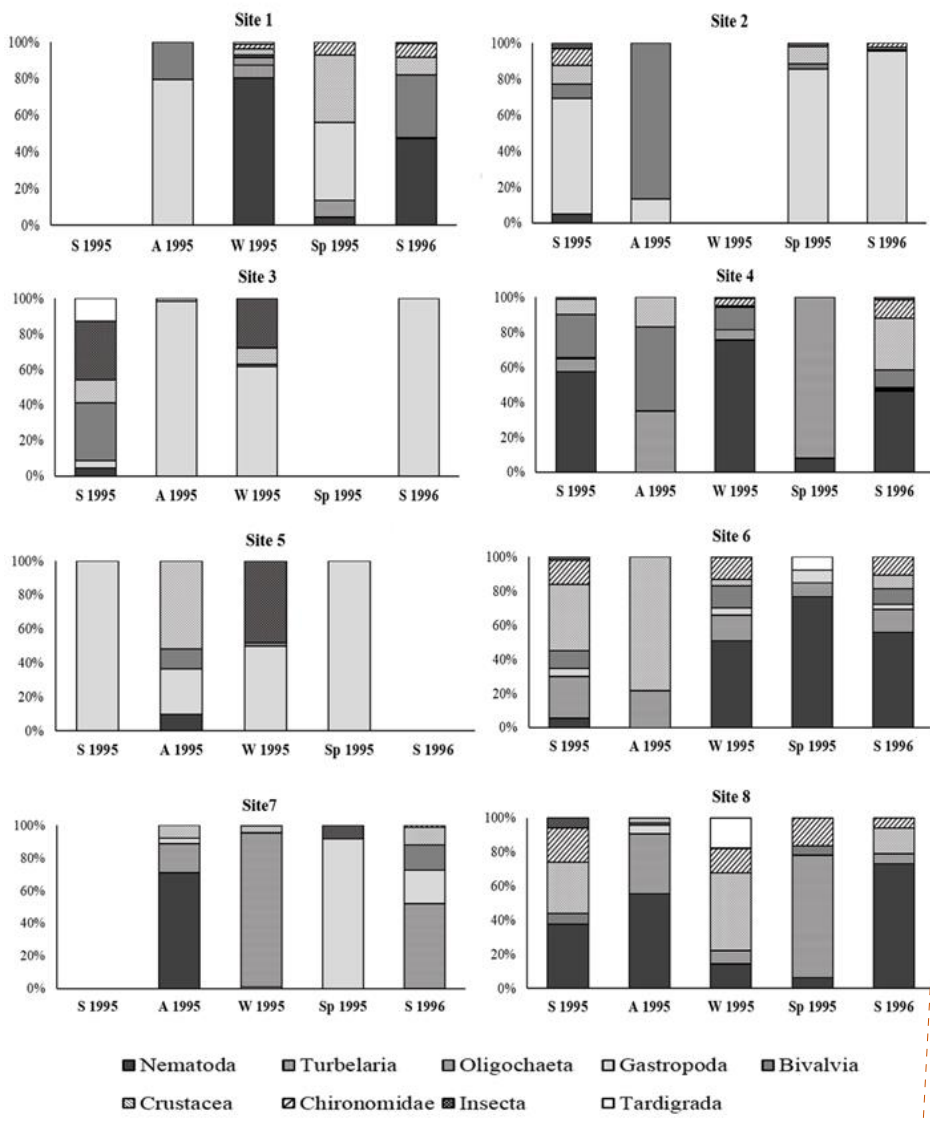 Site 1
100%
80%
60%
40%
20%
0%
S 1995 A 1995 W 1995 Sp 1995 S 1996
Site 2
100%
80%
60%
40%
20%
0%
S 1995 A 1995 W 1995 Sp 1995 S 1996
Site 3
100%
80%
60%
40%
20%
0%
S 1995 A 1995 W 1995 Sp 1995 S 1996
Site 4
100%
80%
60%
40%
20%
0%
S 1995 A 1995 W 1995 Sp 1995 S 1996
Site 5
100%
80%
60%
40%
20%
0%
S 1995 A 1995 W 1995 Sp 1995 S 1996
Site 6
100%
80%
60%
40%
20%
0%
S 1995 A 1995 W 1995 Sp 1995 S 1996
Site7
100%
80%
60%
40%
20%
0%
S 1995 A 1995 W 1995 Sp 1995 S 1996
Site 8
100%
80%
60%
40%
20%
0%
S 1995 A 1995 W 1995 Sp 1995 S 1996
Nematoda Turbelaria Oligochaeta Gastropoda Bivalvia
Crustacea Chironomidae Insecta Tardigrada